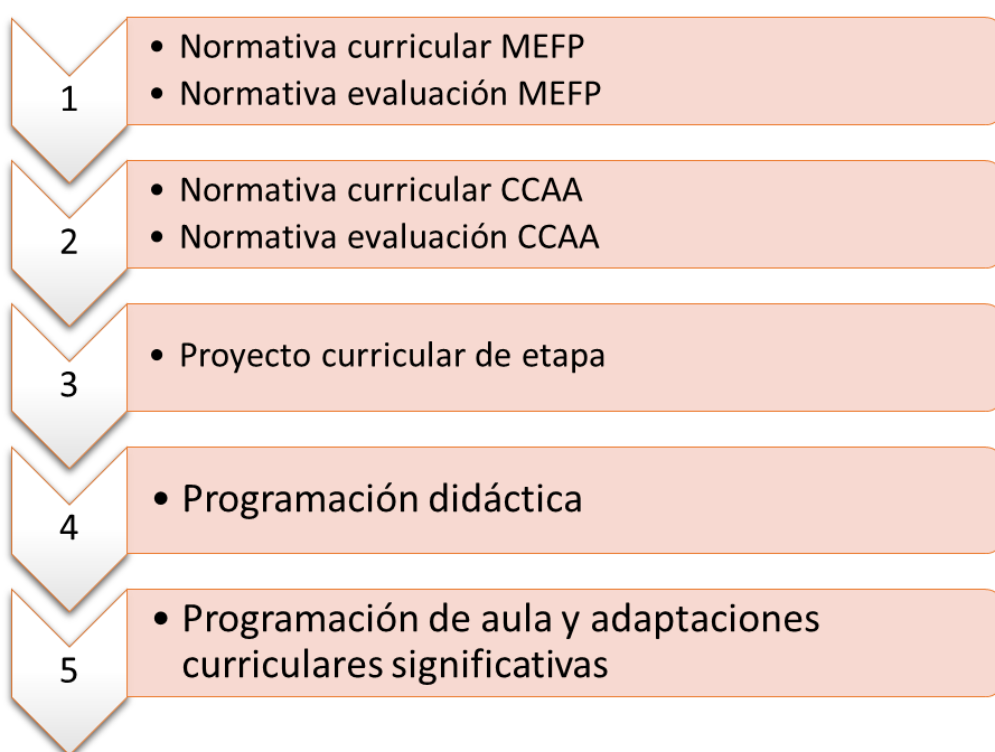 1
• Normativa curricular MEFP
• Normativa evaluación MEFP
2
• Normativa curricular CCAA
• Normativa evaluación CCAA
3
• Proyecto curricular de etapa
4
• Programación didáctica
5
• Programación de aula y adaptaciones
curriculares significativas